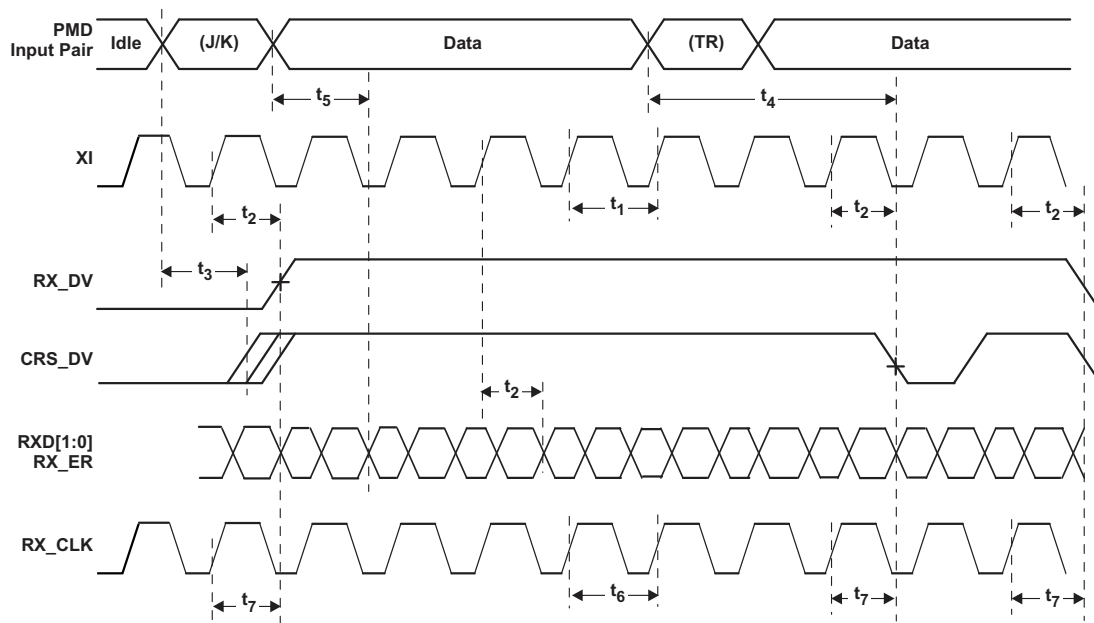 PMD
Input Pair
Idle
(J/K)
Data
(TR)
Data
t5
t4
XI
t2
t1
t2
t2
t3
RX_DV
CRS_DV
t2
RXD[1:0]
RX_ER
RX_CLK
t7
t6
t7
t7